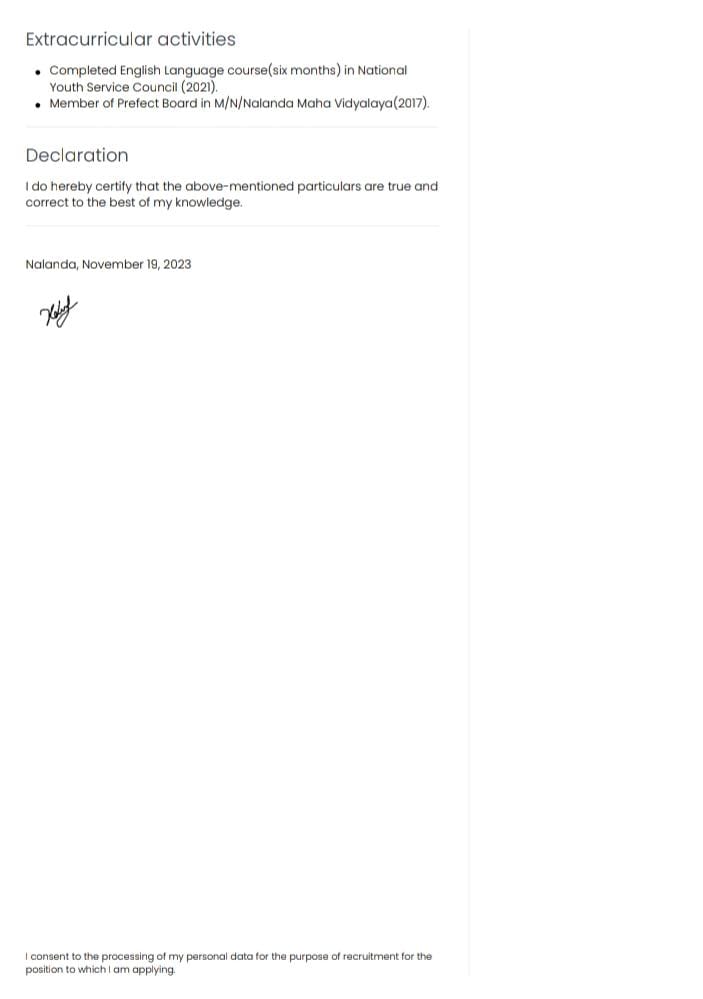 Extracurricular activities
Completed English Language course(six months) in National
Youth Service Council (2021).
Member of Prefect Board in M/N/Nalanda Maha Vidyalaya(2017).
Declaration
I do hereby certify that the above-mentioned particulars are true and
correct to the best of my knowledge.
Nalanda, November 19, 2023
I consent to the processing of my personal data for the purpose of recruitment for the
position to which I am applying.